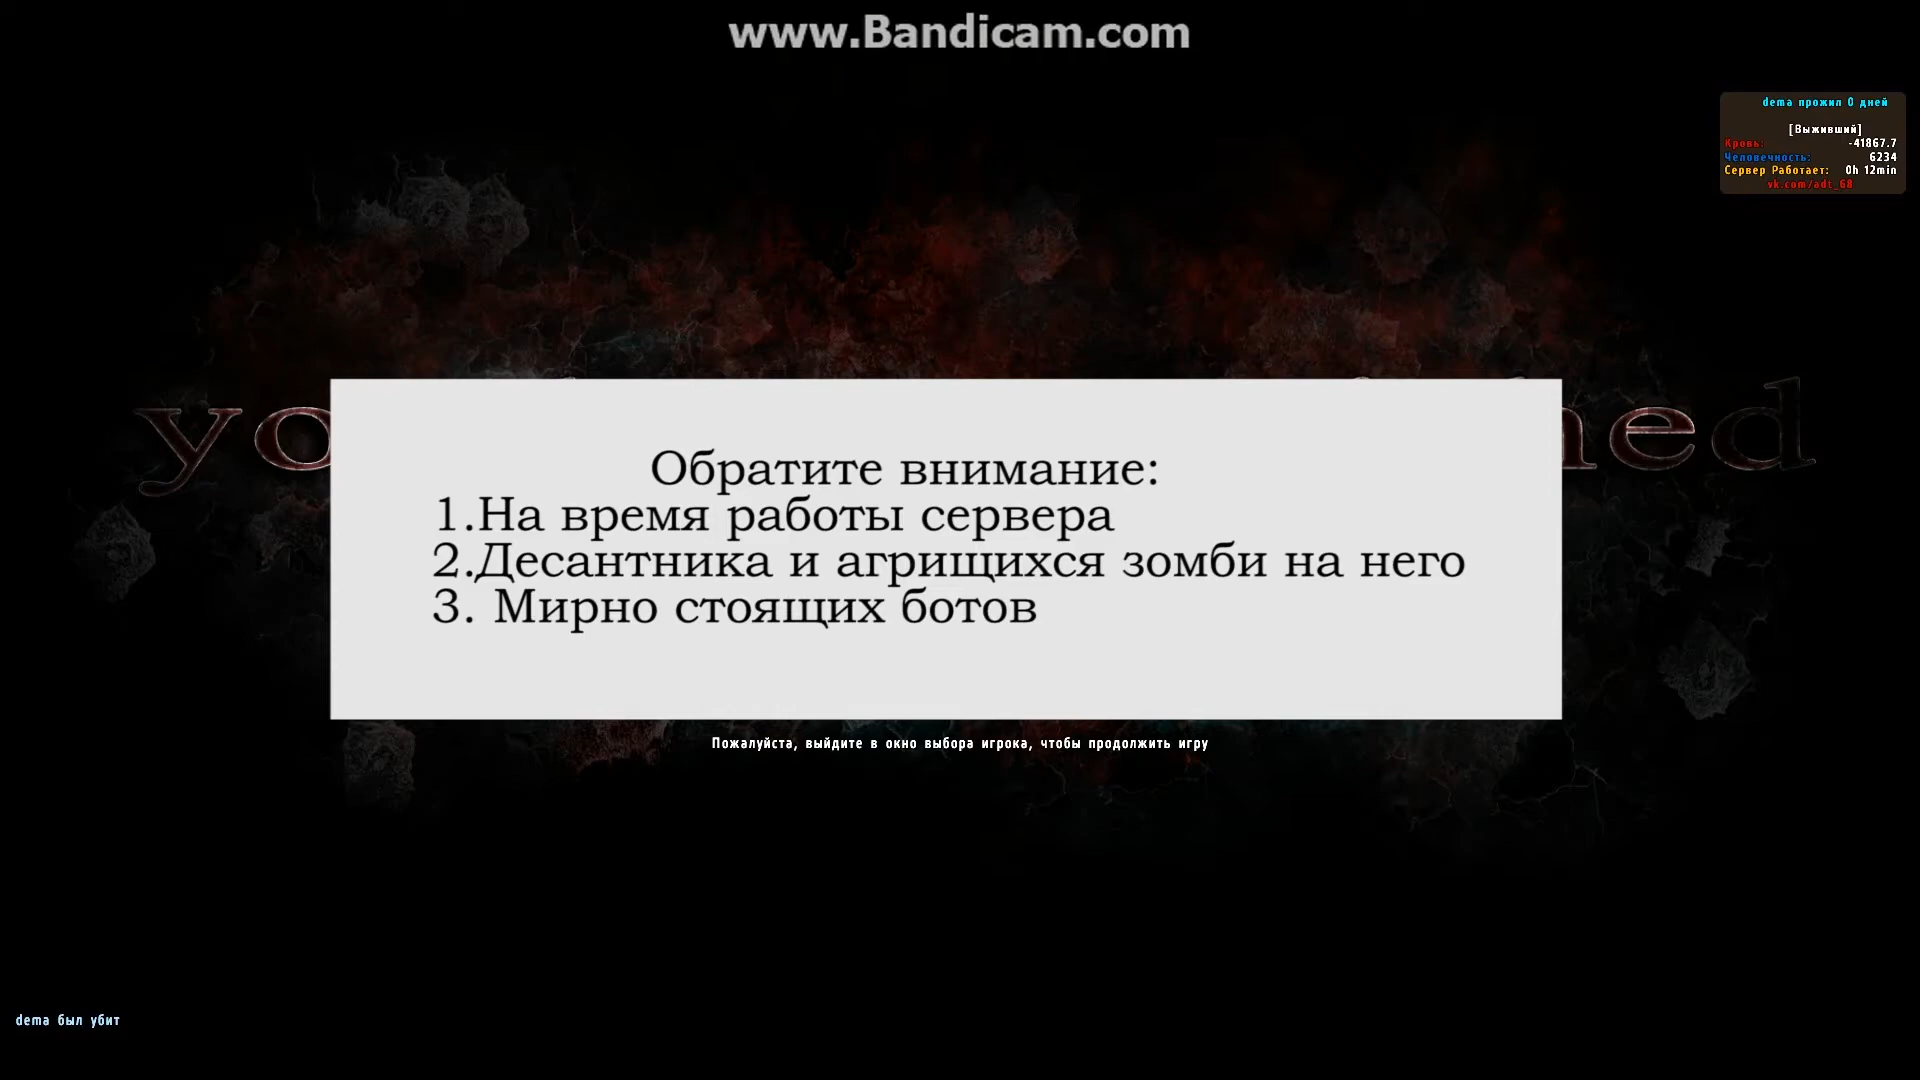 www.Bandicam.com
dema прожил 0 дней
[Выживший]
Кровь: -41867.7
Человечность: 6234
Сервер Работает: 0h 12min
vk.com/adt_68
yo ned
Обратите внимание:
1.На время работы сервера
2.Десантника и агрищихся зомби на него
3. Мирно стоящих ботов
Пожалуйста, выйдите в окно выбора игрока, чтобы продолжить игру
dema был убит